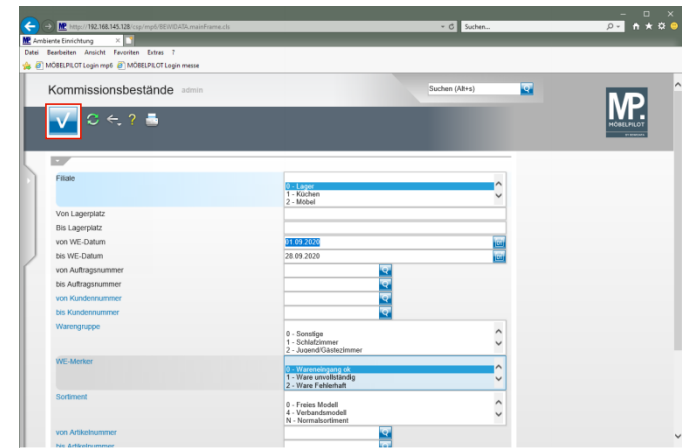 http://192.168.145.128/csp/mp6/BEWIDATA.mainFrame.cls
Suchen...
Ambiente Einrichtung
Datei Bearbeiten Ansicht Favoriten Extras ?
MÖBELPILOT Login mp6 MÖBELPILOT Login messe
Kommissionsbestände admin
Suchen (Alt+s)
MP.
MÖBELPILOT
Filiale
0 - Lager
1 - Küchen
2 - Möbel
Von Lagerplatz
Bis Lagerplatz
von WE-Datum 01.09.2020
bis WE-Datum 28.09.2020
von Auftragsnummer
bis Auftragsnummer
von Kundennummer
bis Kundennummer
Warengruppe
0 - Sonstige
1 - Schlafzimmer
2 - Jugend/Gästezimmer
WE-Merker
0 - Wareneingang ok
1 - Ware unvollständig
2 - Ware Fehlerhaft
Sortiment
0 - Freies Modell
4 - Verbandsmodell
N - Normalsortiment
von Artikelnummer
bis Artikelnummer